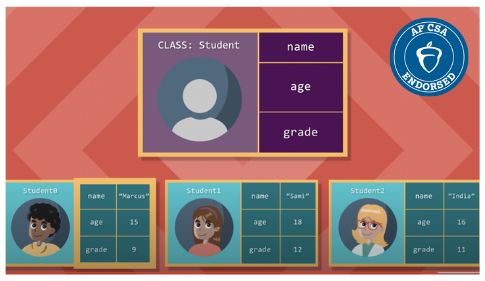 CLASS: Student
name
age
grade
AP CSA
ENDORSED
Student0
name "Marcus"
age 15
grade 9
Student1
name "Sami"
age 18
grade 12
Student2
name "India"
age 16
grade 11